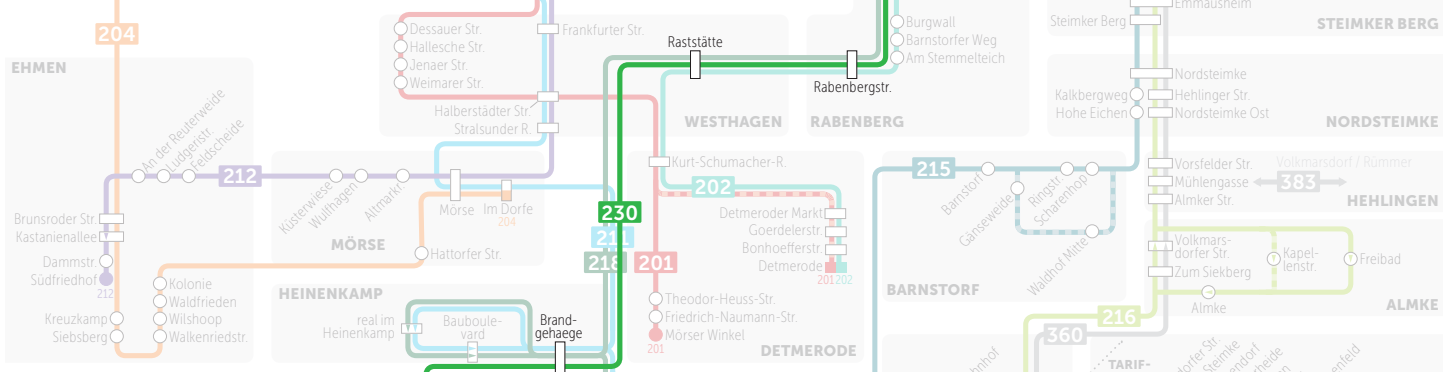 204
Dessauer Str.
Hallesche Str.
Jenaer Str.
Weimarer Str.
Frankfurter Str.
Halberstädter Str.
Stralsunder R.
WESTHAGEN
Raststätte
Rabenbergstr.
RABENBERG
Burgwall
Barnstorfer Weg
Am Stemmelteich
Steimker Berg
Emmausheim
STEIMKER BERG
Kalkbergweg
Hohe Eichen
Nordsteimke
Hehlinger Str.
Nordsteimke Ost
NORDSTEIMKE
EHMEN
An der Reuterweide
Ludgeristr.
Feldscheide
212
Brunsroder Str.
Kastanienallee
Dammstr.
Südfriedhof
212
Kreuzkamp
Siebsberg
Kolonie
Waldfrieden
Wilshoop
Walkenriedstr.
Küsterwiese
Wulfhagen
Altmarkr.
Mörse
Im Dorfe
204
MÖRSE
Hattorfer Str.
HEINENKAMP
real im
Heinenkamp
Bauboule-
vard
Brand-
gehaege
230
211
218
201
Kurt-Schumacher-R.
202
Detmeroder Markt
Goerdelerstr.
Bonhoefferstr.
Detmerode
201 202
Theodor-Heuss-Str.
Friedrich-Naumann-Str.
Mörser Winkel
201
DETMERODE
215
Barnstorf
Gänseweide
Ringstr.
Scharenhop
Waldhof Mitte
BARNSTORF
Vorsfelder Str.
Mühlengasse
Almker Str.
Volkmarsdorf / Rümmer
383
HEHLINGEN
Volkmars-
dorfer Str.
Zum Siekberg
Kapel-
lenstr.
Freibad
Almke
ALMKE
216
360
TARIF-